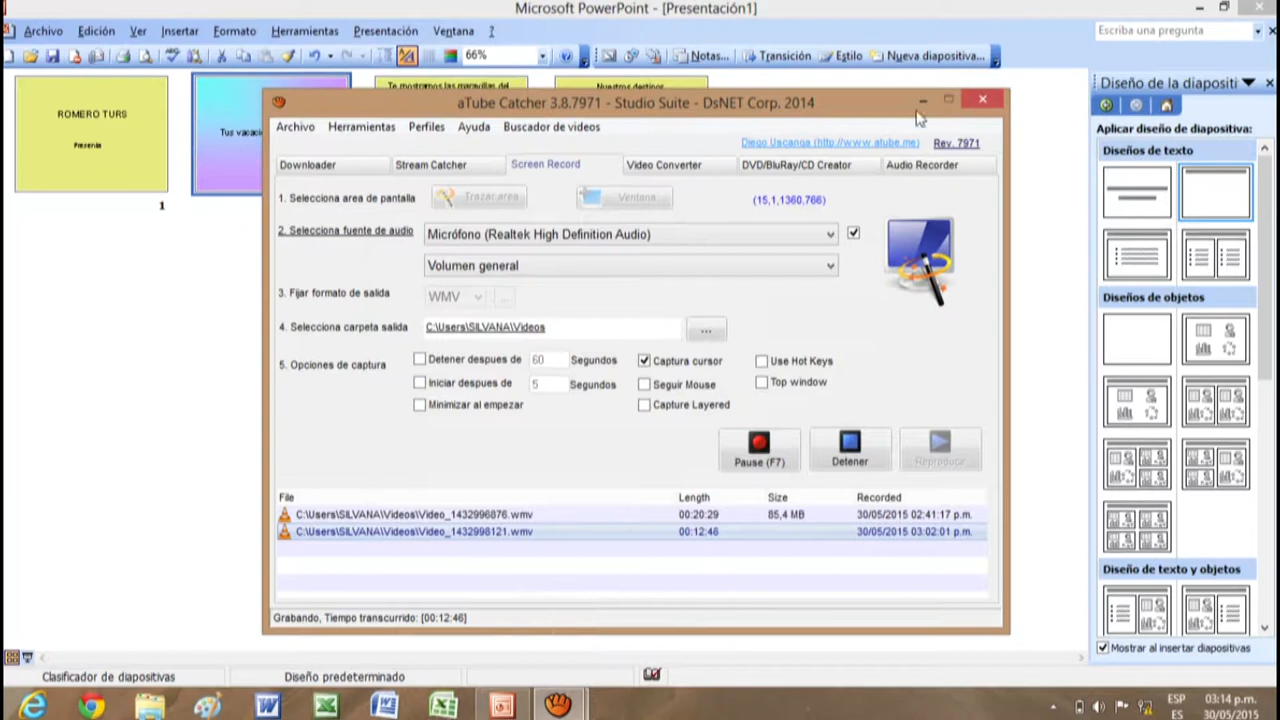 Microsoft PowerPoint - [Presentación1]
Archivo Edición Ver Insertar Formato Herramientas Presentación Ventana ?
Escriba una pregunta
66%
Notas... Transición Estilo Nueva diapositiva...
ROMERO TURS
Presenta
1
Tus vacaci
Te mostramos las maravillas del
Nuestros destinos
aTube Catcher 3.8.7971 - Studio Suite - DsNET Corp. 2014
Archivo Herramientas Perfiles Ayuda Buscador de videos
Diego Uscanga (http://www.atube.me) Rev. 7971
Downloader Stream Catcher Screen Record Video Converter DVD/BluRay/CD Creator Audio Recorder
1. Selecciona area de pantalla Trazar area Ventana (15,1,1360,766)
2. Selecciona fuente de audio Micrófono (Realtek High Definition Audio)
Volumen general
3. Fijar formato de salida WMV ...
4. Selecciona carpeta salida C:\Users\SILVANA\Videos ...
5. Opciones de captura
Detener despues de 60 Segundos Captura cursor Use Hot Keys
Iniciar despues de 5 Segundos Seguir Mouse Top window
Minimizar al empezar Capture Layered
Pause (F7) Detener Reproducir
File Length Size Recorded
C:\Users\SILVANA\Videos\Video_1432996876.wmv 00:20:29 85,4 MB 30/05/2015 02:41:17 p.m.
C:\Users\SILVANA\Videos\Video_1432998121.wmv 00:12:46 30/05/2015 03:02:01 p.m.
Grabando, Tiempo transcurrido: [00:12:46]
Diseño de la diapositi
Aplicar diseño de diapositiva:
Diseños de texto
Diseños de objetos
Diseños de texto y objetos
Mostrar al insertar diapositivas
Clasificador de diapositivas Diseño predeterminado
ESP
ES
03:14 p.m.
30/05/2015